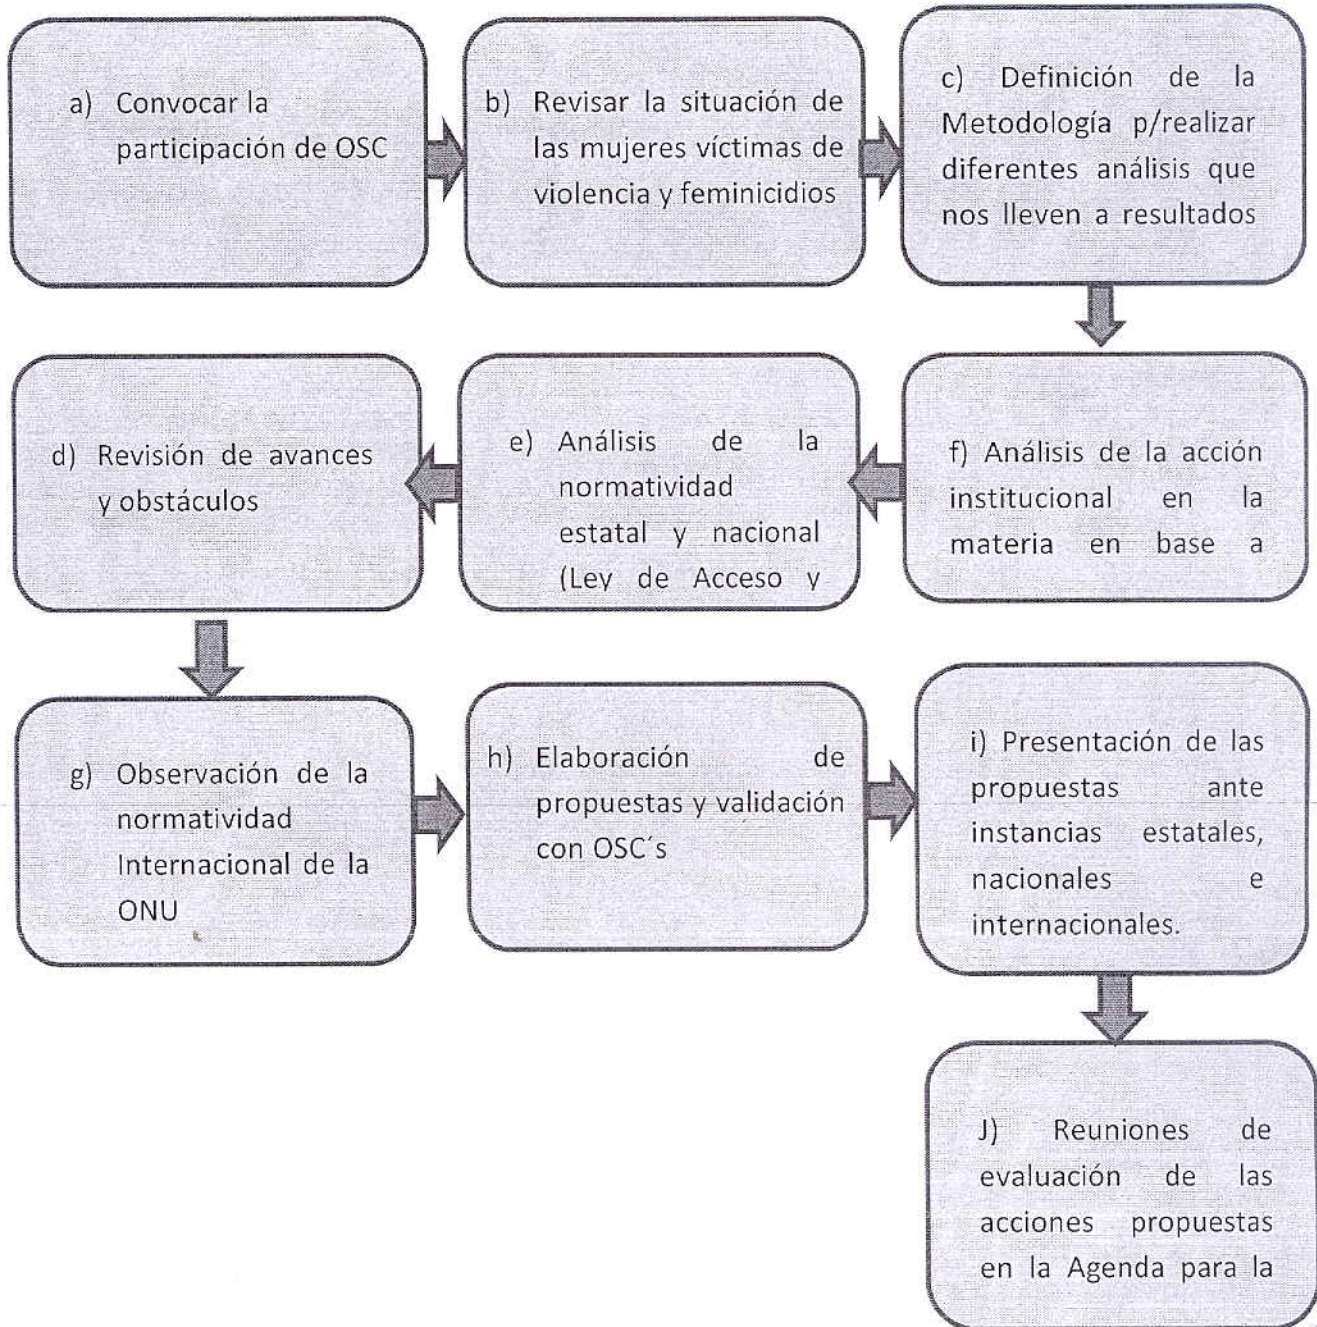 a) Convocar la
participación de OSC
b) Revisar la situación de
las mujeres víctimas de
violencia y feminicidios
c) Definición de la
Metodología p/realizar
diferentes análisis que
nos lleven a resultados
d) Revisión de avances
y obstáculos
e) Análisis de la
normatividad
estatal y nacional
(Ley de Acceso y
f) Análisis de la acción
institucional en la
materia en base a
g) Observación de la
normatividad
Internacional de la
ONU
h) Elaboración de
propuestas y validación
con OSC´s
i) Presentación de las
propuestas ante
instancias estatales,
nacionales e
internacionales.
J) Reuniones de
evaluación de las
acciones propuestas
en la Agenda para la